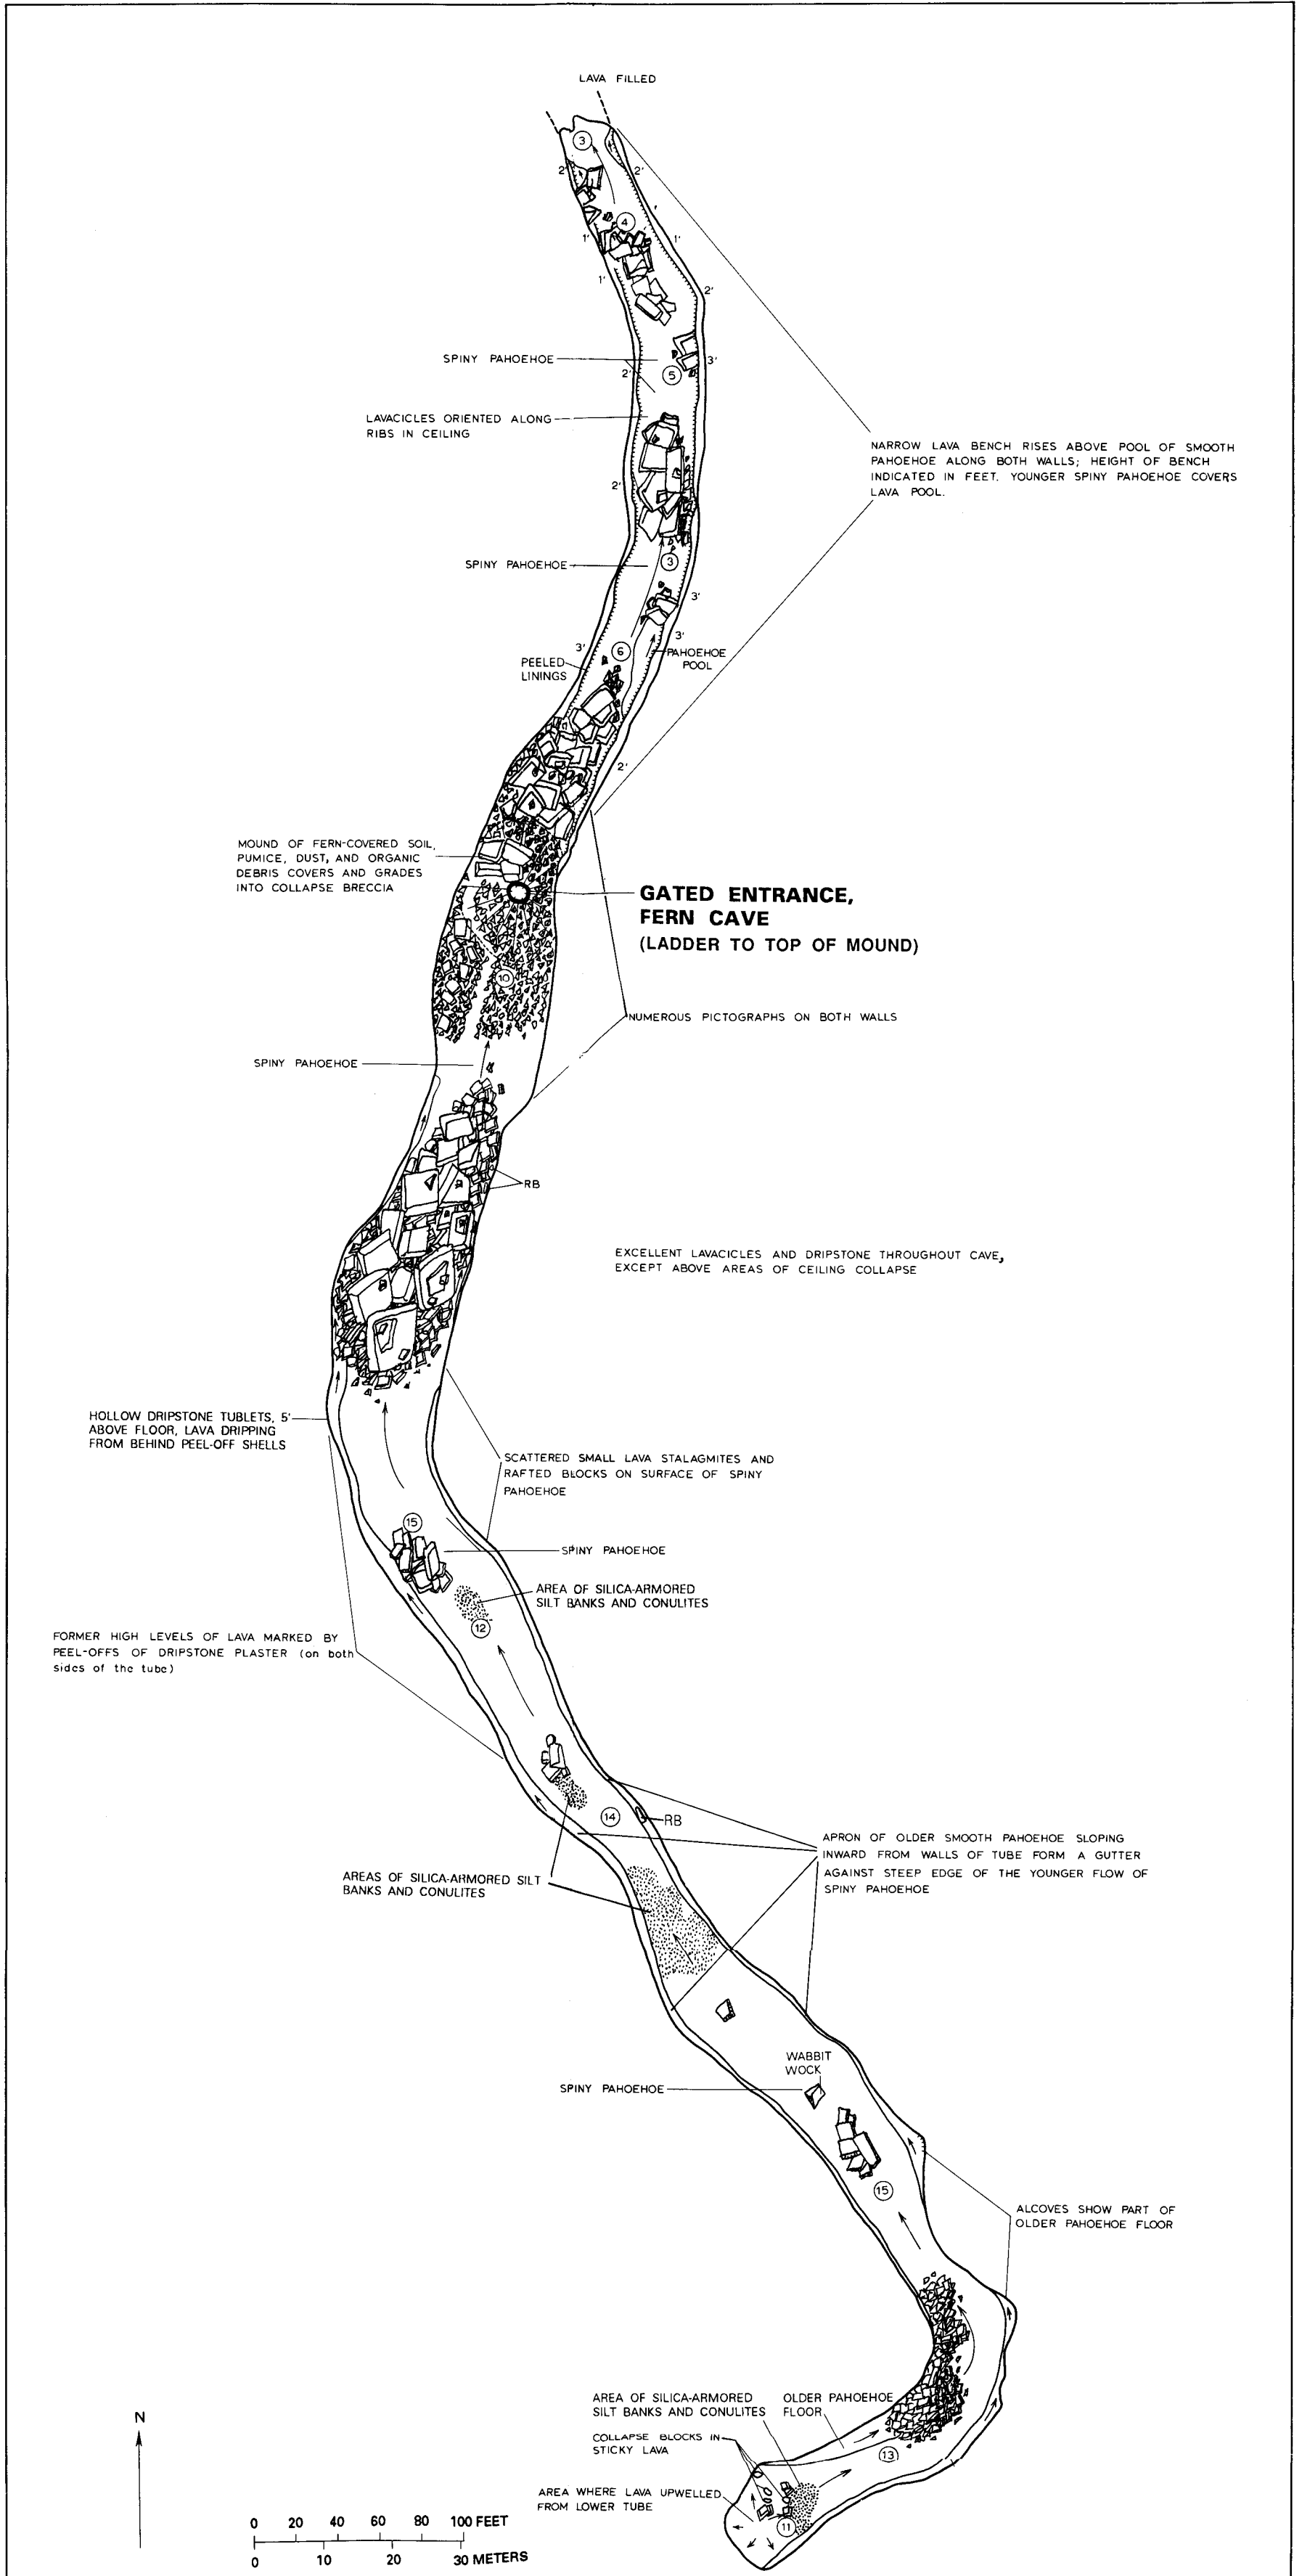 LAVA FILLED
3
2'
2'
4
1'
1'
1'
2'
SPINY PAHOEHOE
3'
2'
5
LAVACICLES ORIENTED ALONG
RIBS IN CEILING
NARROW LAVA BENCH RISES ABOVE POOL OF SMOOTH
PAHOEHOE ALONG BOTH WALLS; HEIGHT OF BENCH
INDICATED IN FEET. YOUNGER SPINY PAHOEHOE COVERS
LAVA POOL.
2'
SPINY PAHOEHOE
3
3'
3'
3'
6
PAHOEHOE
POOL
PEELED
LININGS
2'
MOUND OF FERN-COVERED SOIL,
PUMICE, DUST, AND ORGANIC
DEBRIS COVERS AND GRADES
INTO COLLAPSE BRECCIA
GATED ENTRANCE,
FERN CAVE
(LADDER TO TOP OF MOUND)
10
NUMEROUS PICTOGRAPHS ON BOTH WALLS
SPINY PAHOEHOE
RB
EXCELLENT LAVACICLES AND DRIPSTONE THROUGHOUT CAVE,
EXCEPT ABOVE AREAS OF CEILING COLLAPSE
HOLLOW DRIPSTONE TUBLETS, 5'
ABOVE FLOOR, LAVA DRIPPING
FROM BEHIND PEEL-OFF SHELLS
SCATTERED SMALL LAVA STALAGMITES AND
RAFTED BLOCKS ON SURFACE OF SPINY
PAHOEHOE
15
SPINY PAHOEHOE
AREA OF SILICA-ARMORED
SILT BANKS AND CONULITES
12
FORMER HIGH LEVELS OF LAVA MARKED BY
PEEL-OFFS OF DRIPSTONE PLASTER (on both
sides of the tube)
14
RB
APRON OF OLDER SMOOTH PAHOEHOE SLOPING
INWARD FROM WALLS OF TUBE FORM A GUTTER
AGAINST STEEP EDGE OF THE YOUNGER FLOW OF
SPINY PAHOEHOE
AREAS OF SILICA-ARMORED SILT
BANKS AND CONULITES
WABBIT
WOCK
SPINY PAHOEHOE
15
ALCOVES SHOW PART OF
OLDER PAHOEHOE FLOOR
AREA OF SILICA-ARMORED
SILT BANKS AND CONULITES
OLDER PAHOEHOE
FLOOR
COLLAPSE BLOCKS IN
STICKY LAVA
13
AREA WHERE LAVA UPWELLED
FROM LOWER TUBE
11
N
0 20 40 60 80 100 FEET
0 10 20 30 METERS